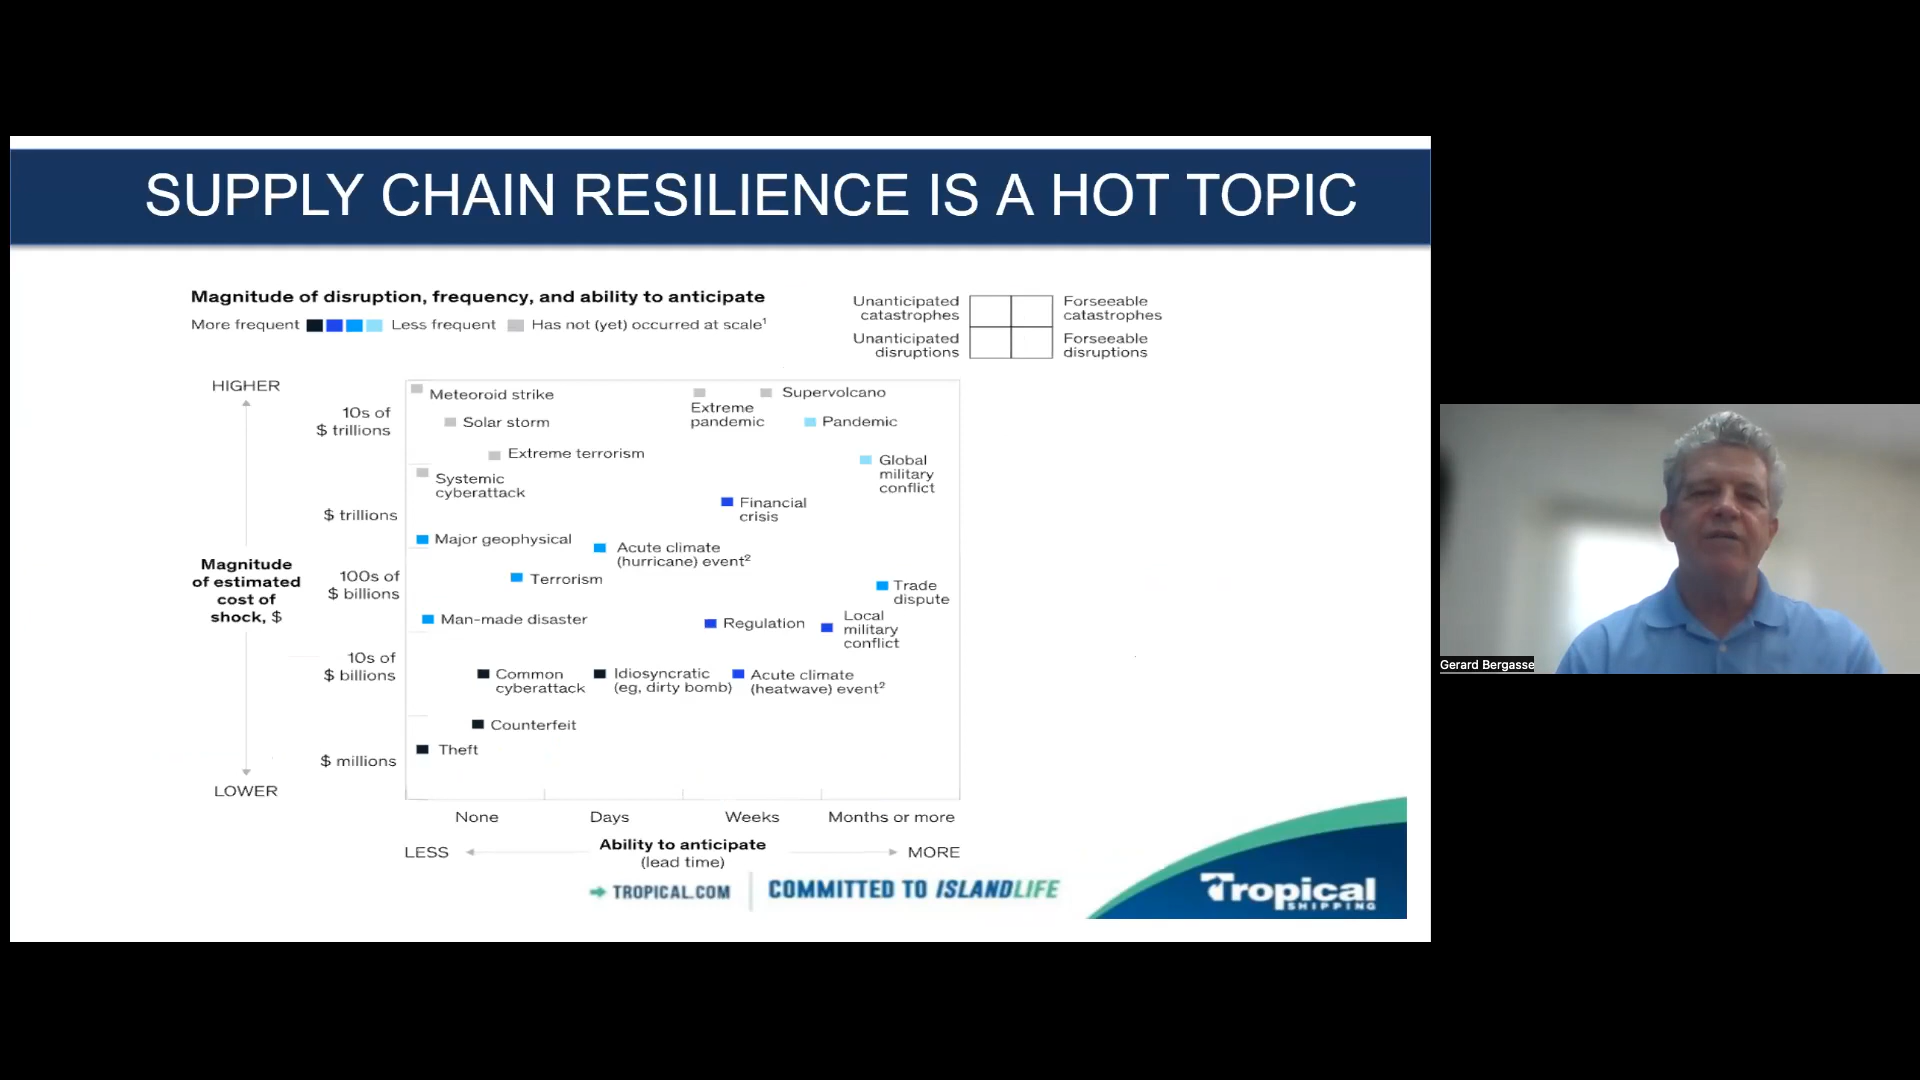 SUPPLY CHAIN RESILIENCE IS A HOT TOPIC
Magnitude of disruption, frequency, and ability to anticipate
More frequent
Less frequent
Has not (yet) occurred at scale¹
Unanticipated
catastrophes
Forseeable
catastrophes
Unanticipated
disruptions
Forseeable
disruptions
HIGHER
10s of
$ trillions
$ trillions
Magnitude
of estimated
cost of
shock, $
100s of
$ billions
10s of
$ billions
$ millions
LOWER
Meteoroid strike
Supervolcano
Extreme
pandemic
Solar storm
Pandemic
Extreme terrorism
Global
military
conflict
Systemic
cyberattack
Financial
crisis
Major geophysical
Acute climate
(hurricane) event²
Terrorism
Trade
dispute
Man-made disaster
Regulation
Local
military
conflict
Common
cyberattack
Idiosyncratic
(eg, dirty bomb)
Acute climate
(heatwave) event²
Counterfeit
Theft
None
Days
Weeks
Months or more
LESS
Ability to anticipate
(lead time)
MORE
TROPICAL.COM
COMMITTED TO ISLANDLIFE
Tropical
SHIPPING
Gerard Bergasse